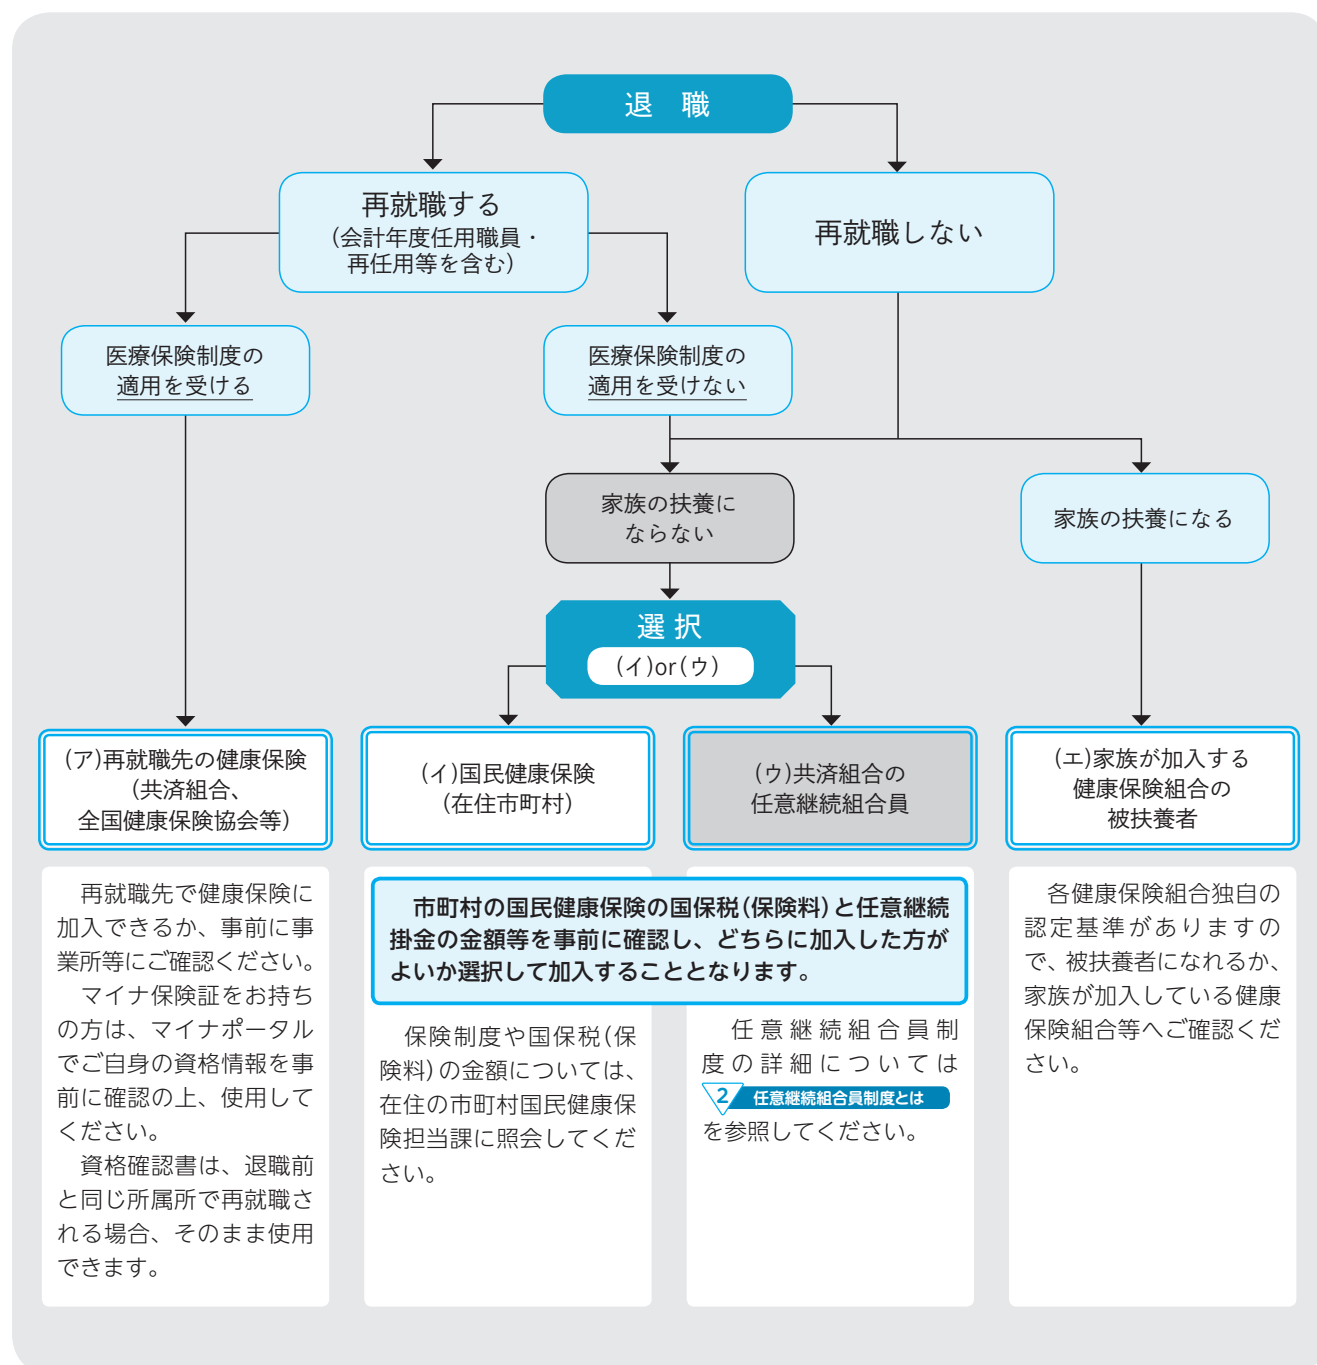 退 職
再就職する
(会計年度任用職員・
再任用等を含む)
再就職しない
医療保険制度の
適用を受ける
医療保険制度の
適用を受けない
家族の扶養に
ならない
家族の扶養になる
選択
(イ)or(ウ)
(ア)再就職先の健康保険
(共済組合、
全国健康保険協会等)
(イ)国民健康保険
(在住市町村)
(ウ)共済組合の
任意継続組合員
(エ)家族が加入する
健康保険組合の
被扶養者
再就職先で健康保険に
加入できるか、事前に事
業所等にご確認ください。
マイナ保険証をお持ち
の方は、マイナポータル
でご自身の資格情報を事
前に確認の上、使用して
ください。
資格確認書は、退職前
と同じ所属所で再就職さ
れる場合、そのまま使用
できます。
市町村の国民健康保険の国保税(保険料)と任意継続
掛金の金額等を事前に確認し、どちらに加入した方が
よいか選択して加入することとなります。
保険制度や国保税(保
険料)の金額については、
在住の市町村国民健康保
険担当課に照会してくだ
さい。
任意継続組合員制
度の詳細については
2 任意継続組合員制度とは
を参照してください。
各健康保険組合独自の
認定基準がありますの
で、被扶養者になれるか、
家族が加入している健康
保険組合等へご確認くだ
さい。